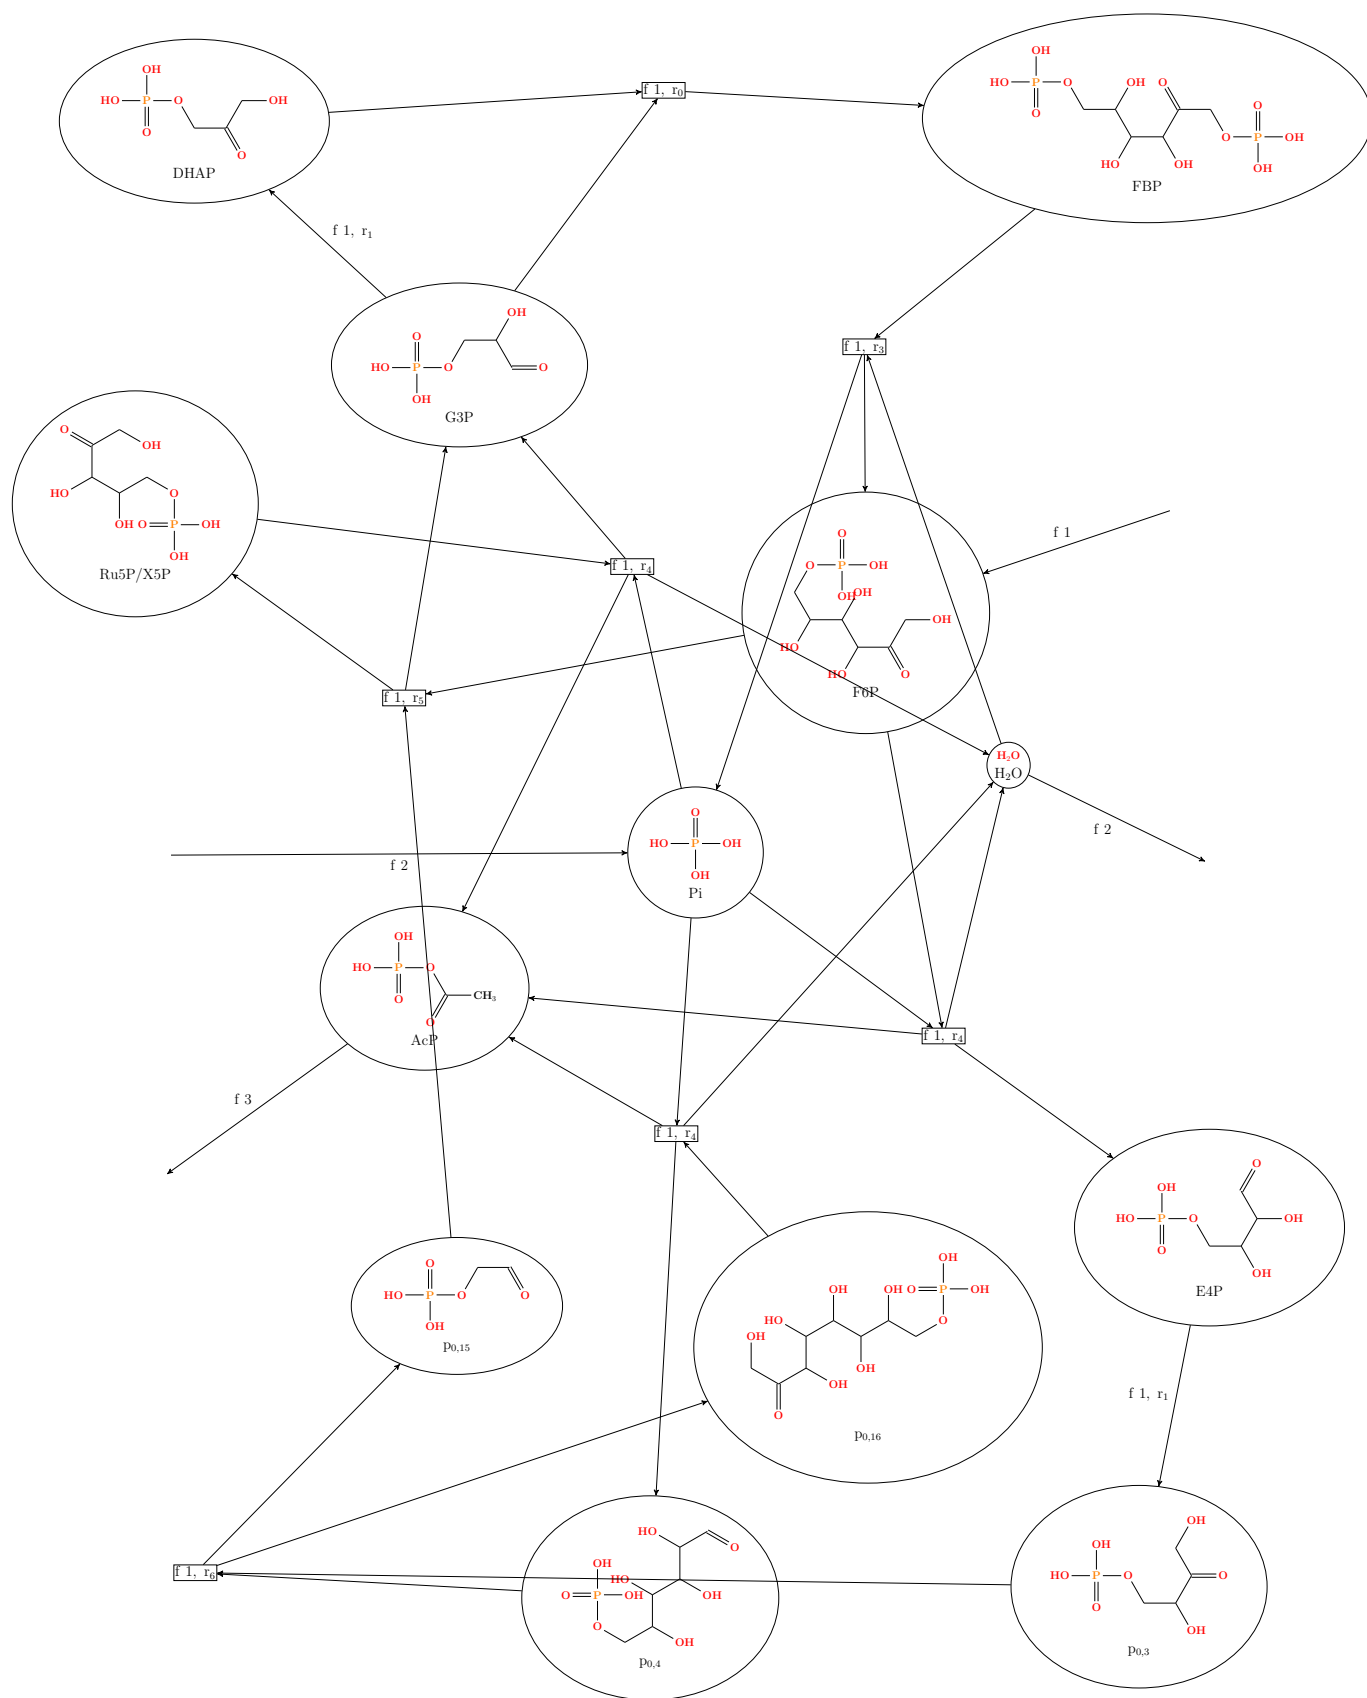 OH
HO P O OH
O
O
DHAP
f 1, r₀
OH
HO P O OH O
O
HO OH
O
O P OH
OH
FBP
f 1, r₁
OH
O
HO P O O
OH
G3P
f 1, r₃
O
OH
HO
O
OH O P OH
OH
Ru5P/X5P
f 1, r₄
f 1
O
O P OH
OH OH
OH
HO
HO O
F6P
f 1, r₅
H₂O
H₂O
f 2
O
HO P OH
OH
Pi
f 2
OH
HO P O
O
CH₃
O
AcP
f 1, r₄
f 3
f 1, r₄
O
OH
HO P O OH
O
OH
E4P
O
HO P O O
OH
p₀,₁₅
OH
OH OH O P OH
HO
OH
O
OH
OH
O
p₀,₁₆
f 1, r₁
f 1, r₆
HO
O
OH
HO
O P OH OH
O
OH
p₀,₄
OH
OH
HO P O O
O
OH
p₀,₃